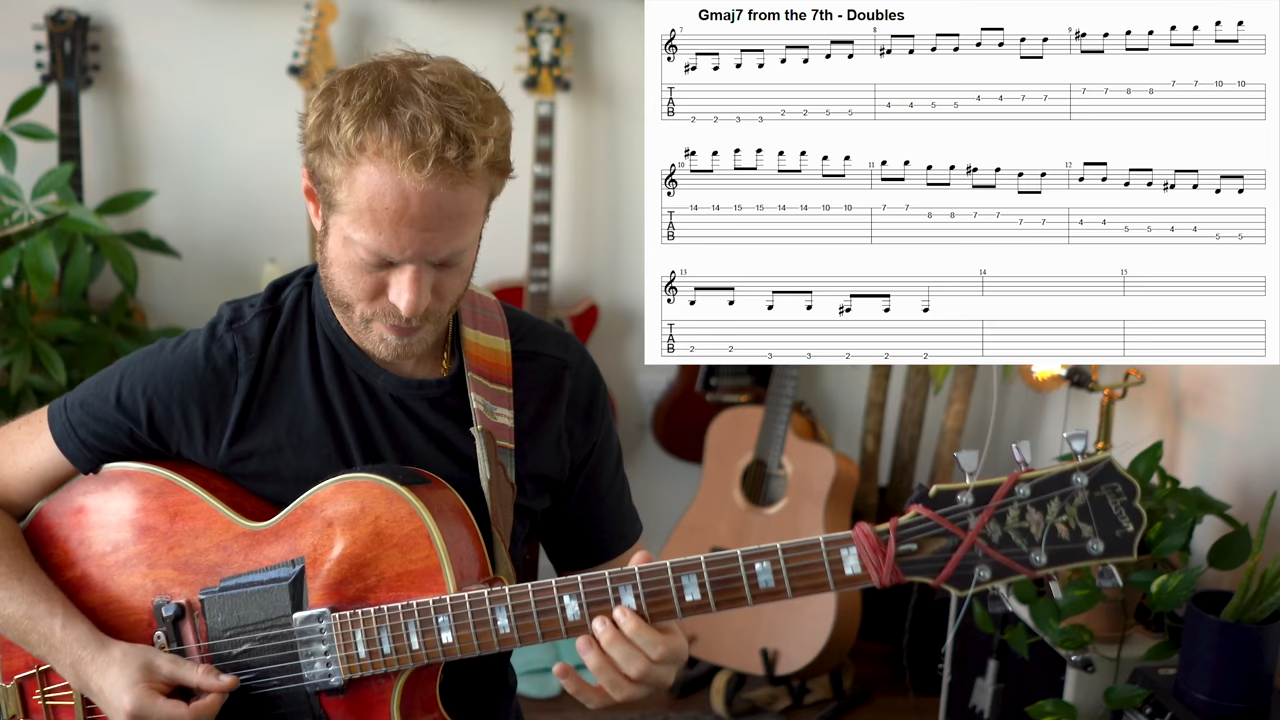 Gmaj7 from the 7th - Doubles
7 8 9
T
A
B
2 2 3 3 2 2 5 5 4 4 5 5 4 4 7 7 7 7 8 8 7 7 10 10
10 11 12
T
A
B
14 14 15 15 14 14 10 10 7 7 8 8 7 7 7 7 4 4 5 5 4 4 5 5
13 14 15
T
A
B
2 2 3 3 2 2 2
Gibson